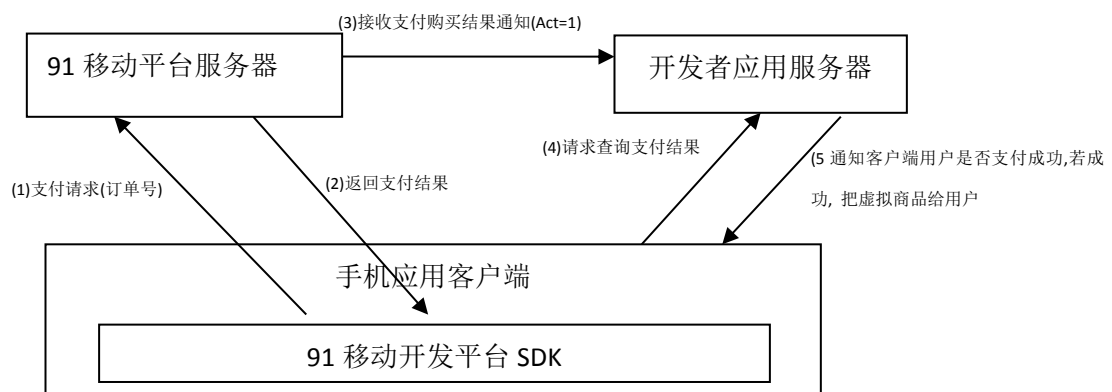 (3)接收支付购买结果通知(Act=1)
91 移动平台服务器
开发者应用服务器
(4)请求查询支付结果
(5 通知客户端用户是否支付成功,若成
功, 把虚拟商品给用户
(1)支付请求(订单号)
(2)返回支付结果
手机应用客户端
91 移动开发平台 SDK